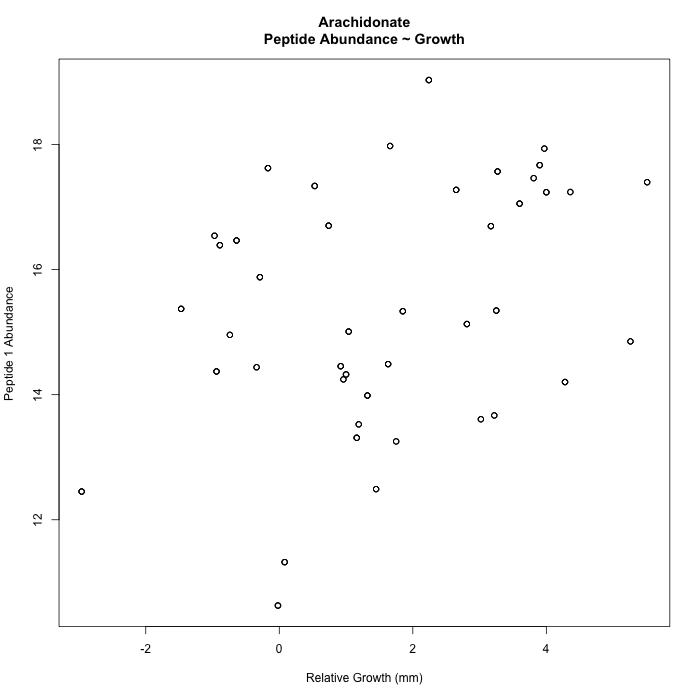 Arachidonate
Peptide Abundance ~ Growth
Peptide 1 Abundance
18
16
14
12
-2
0
2
4
Relative Growth (mm)